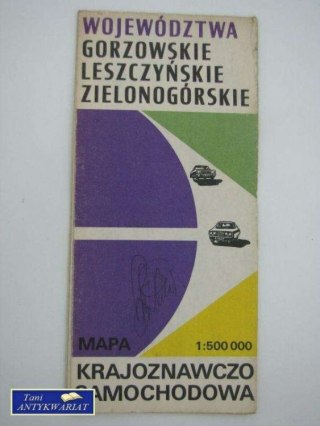 WOJEWÓDZTWA
GORZOWSKIE
LESZCZYŃSKIE
ZIELONOGÓRSKIE
MAPA 1:500 000
KRAJOZNAWCZO
SAMOCHODOWA
Tani
ANTYKWARIAT